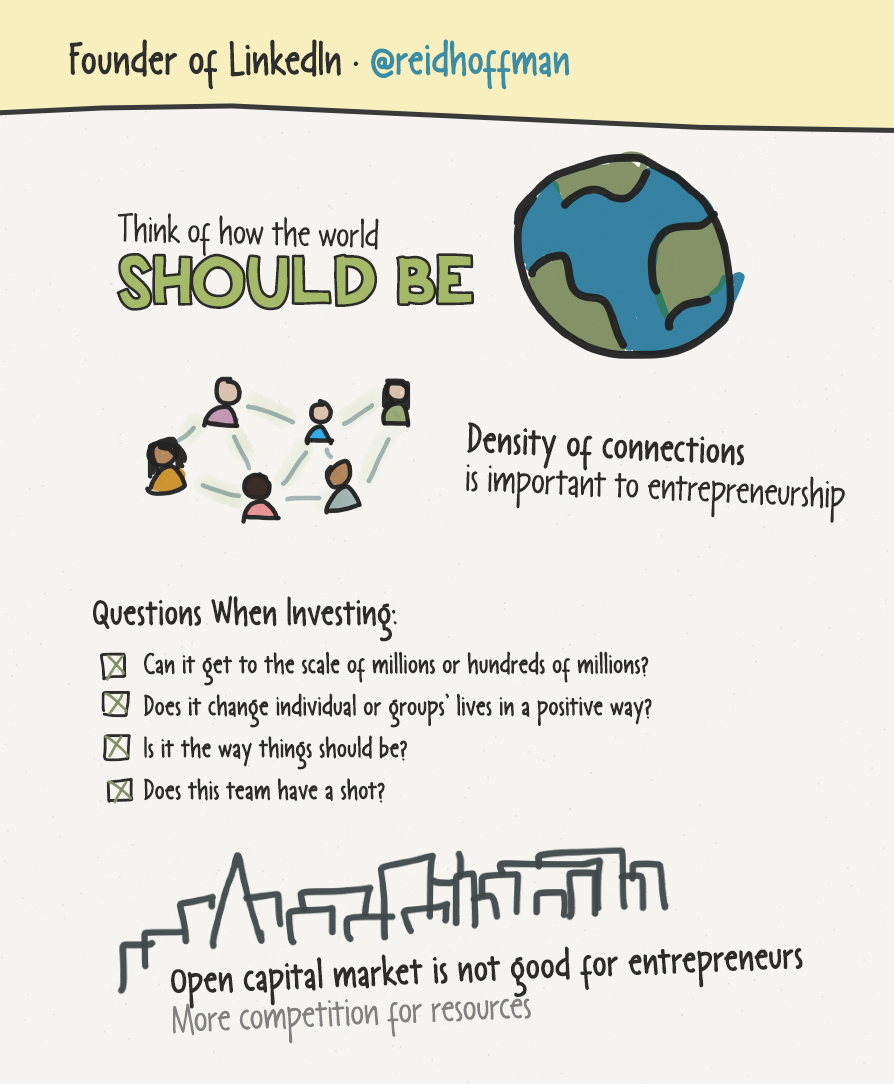 Founder of LinkedIn · @reidhoffman
Think of how the world
SHOULD BE
Density of connections
is important to entrepreneurship
Questions When Investing:
Can it get to the scale of millions or hundreds of millions?
Does it change individual or groups' lives in a positive way?
Is it the way things should be?
Does this team have a shot?
Open capital market is not good for entrepreneurs
More competition for resources